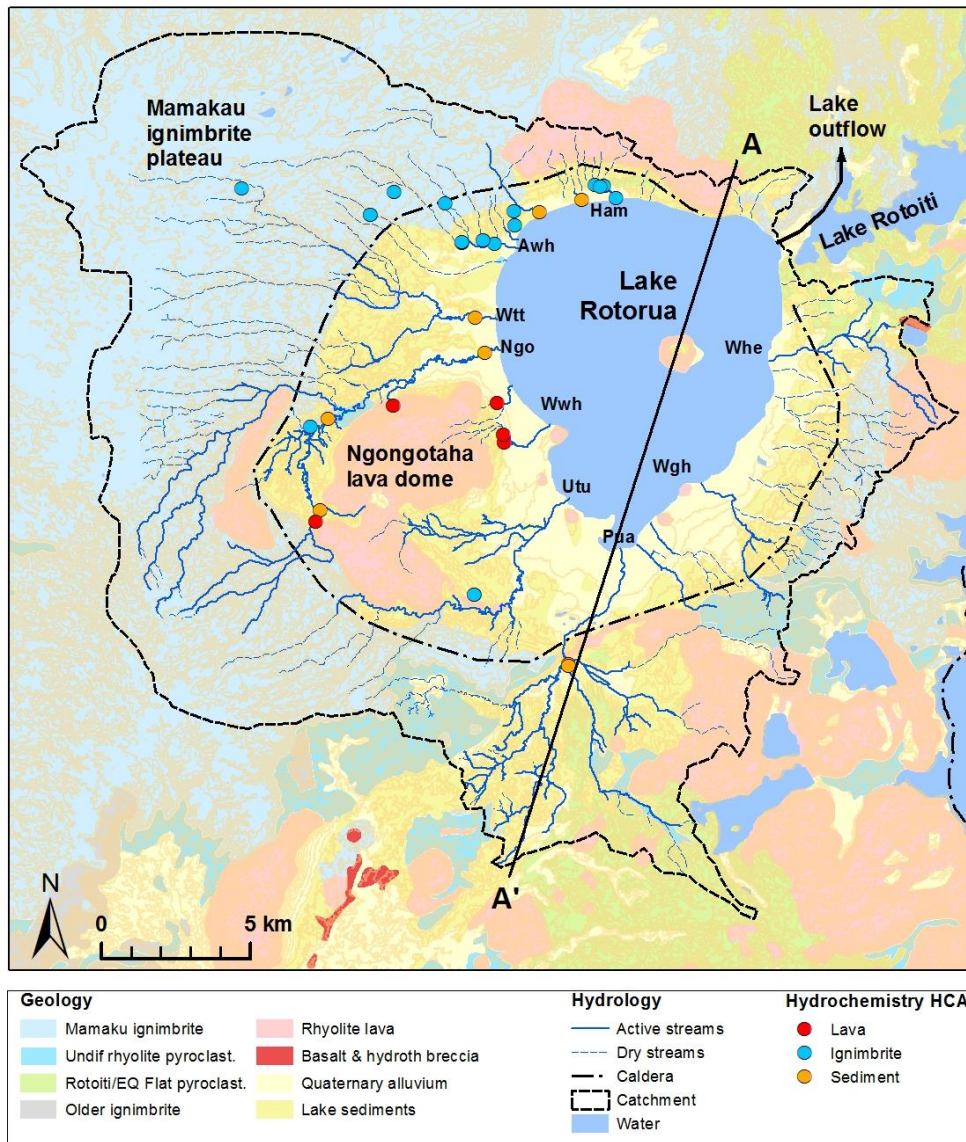 Mamakau
ignimbrite
plateau
Lake
outflow
A
Lake Rotoiti
Ham
Awh
Lake
Rotorua
Wtt
Ngo
Whe
Wwh
Ngongotaha
lava dome
Wgh
Utu
Pua
A'
N
0 5 km
Geology
Mamaku ignimbrite
Undif rhyolite pyroclast.
Rotoiti/EQ Flat pyroclast.
Older ignimbrite
Rhyolite lava
Basalt & hydroth breccia
Quaternary alluvium
Lake sediments
Hydrology
Active streams
Dry streams
Caldera
Catchment
Water
Hydrochemistry HCA
Lava
Ignimbrite
Sediment